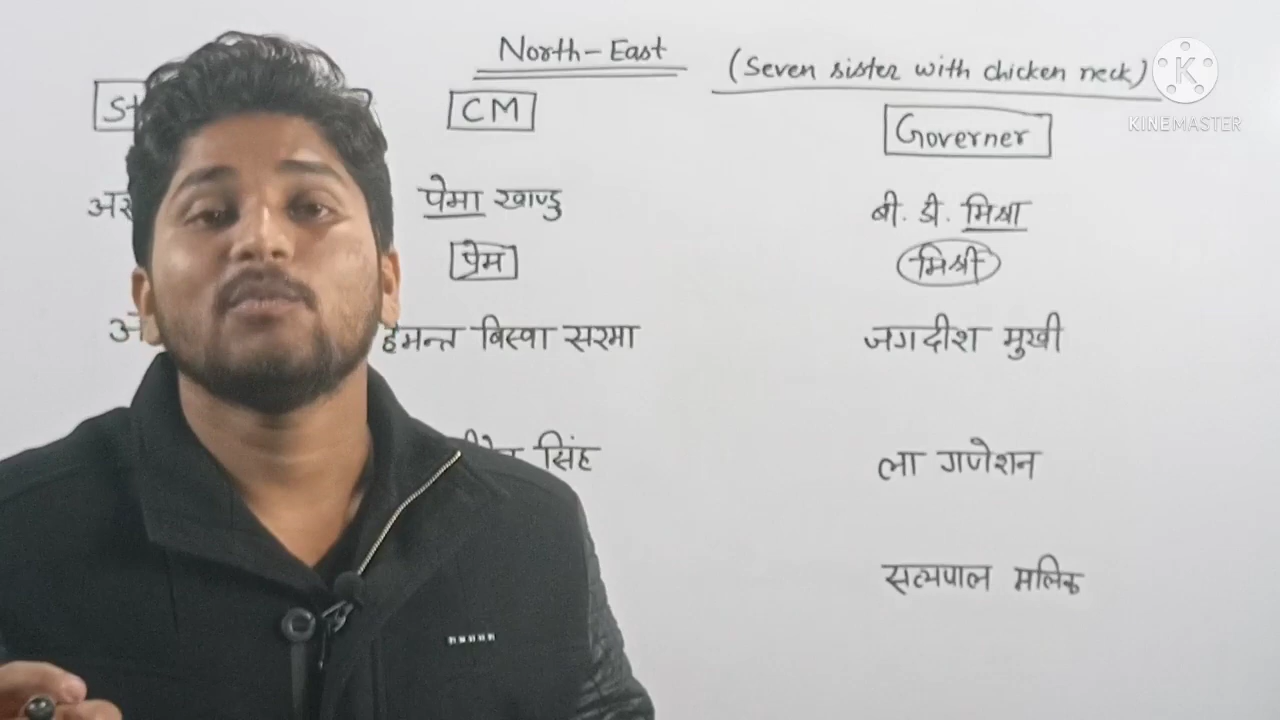 North-East (Seven sister with chicken neck)
CM Governer
पेमा खाण्डु बी. डी. मिश्रा
प्रेम मिश्री
हेमन्त बिस्वा सरमा जगदीश मुखी
सिंह ला गणेशन
सत्यपाल मलिक
KINEMASTER